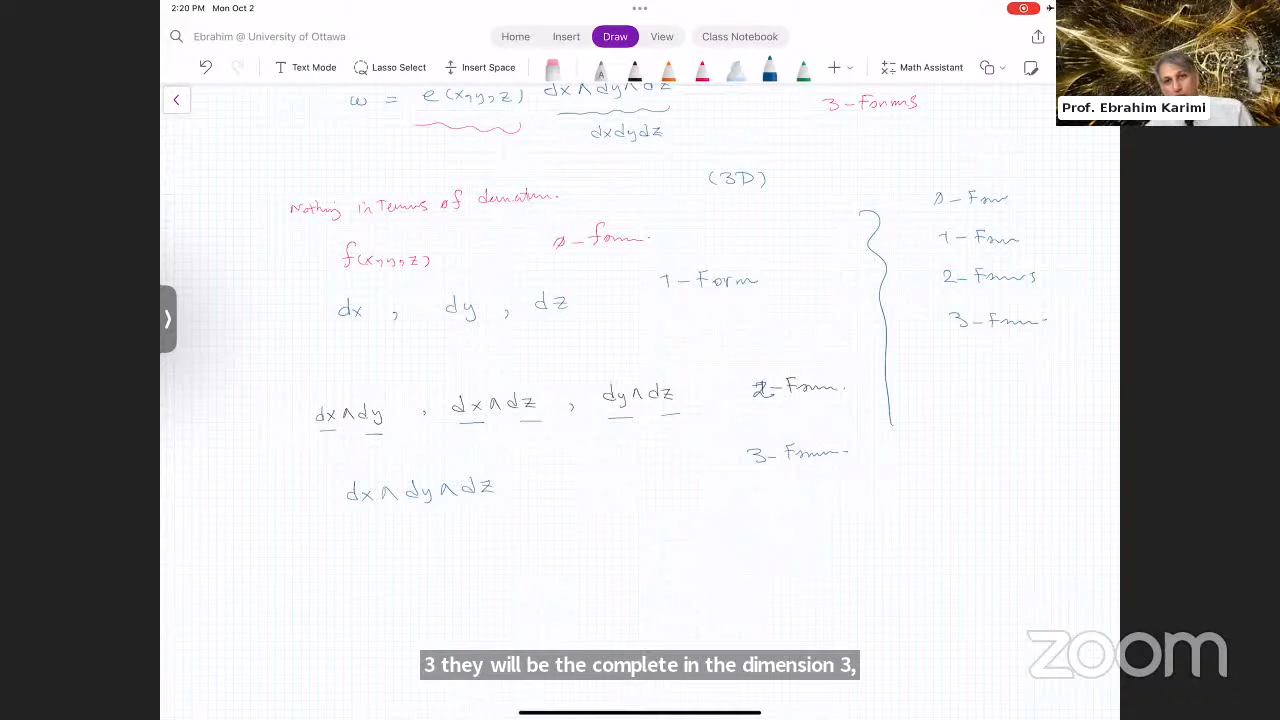 2:20 PM Mon Oct 2
Ebrahim @ University of Ottawa
Home Insert Draw View Class Notebook
Text Mode Lasso Select Insert Space Math Assistant
Prof. Ebrahim Karimi
ω = e(x,y,z) dx∧dy∧dz 3-Forms
dxdydz
(3D)
Nothing in Terms of
0-Form
f(x,y,z) 0-form.
1-Form
dx , dy , dz 1-Form
2-Forms
3-Form
dx∧dy , dx∧dz , dy∧dz 2-Form.
3-Form
dx∧dy∧dz
3 they will be the complete in the dimension 3,
zoom